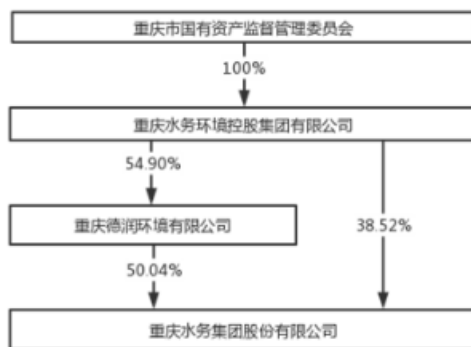 重庆市国有资产监督管理委员会
100%
重庆水务环境控股集团有限公司
54.90%
重庆德润环境有限公司
38.52%
50.04%
重庆水务集团股份有限公司